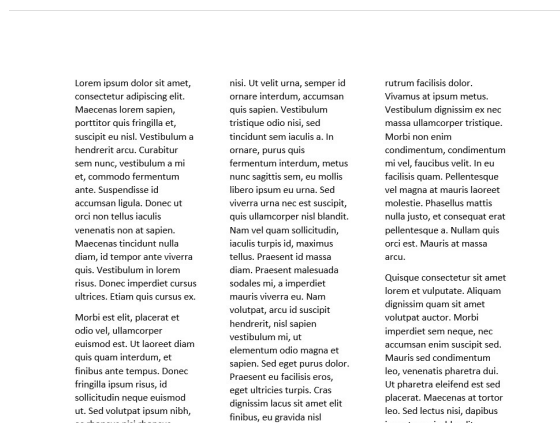 Lorem ipsum dolor sit amet,
consectetur adipiscing elit.
Maecenas lorem sapien,
porttitor quis fringilla et,
suscipit eu nisl. Vestibulum a
hendrerit arcu. Curabitur
sem nunc, vestibulum a mi
et, commodo fermentum
ante. Suspendisse id
accumsan ligula. Donec ut
orci non tellus iaculis
venenatis non at sapien.
Maecenas tincidunt nulla
diam, id tempor ante viverra
quis. Vestibulum in lorem
risus. Donec imperdiet cursus
ultrices. Etiam quis cursus ex.
Morbi est elit, placerat et
odio vel, ullamcorper
euismod est. Ut laoreet diam
quis quam interdum, et
finibus ante tempus. Donec
fringilla ipsum risus, id
sollicitudin neque euismod
ut. Sed volutpat ipsum nibh,
nisi. Ut velit urna, semper id
ornare interdum, accumsan
quis sapien. Vestibulum
tristique odio nisi, sed
tincidunt sem iaculis a. In
ornare, purus quis
fermentum interdum, metus
nunc sagittis sem, eu mollis
libero ipsum eu urna. Sed
viverra urna nec est suscipit,
quis ullamcorper nisl blandit.
Nam vel quam sollicitudin,
iaculis turpis id, maximus
tellus. Praesent id massa
diam. Praesent malesuada
sodales mi, a imperdiet
mauris viverra eu. Nam
volutpat, arcu id suscipit
hendrerit, nisl sapien
vestibulum mi, ut
elementum odio magna et
sapien. Sed eget purus dolor.
Praesent eu facilisis eros,
eget ultricies turpis. Cras
dignissim lacus sit amet elit
finibus, eu gravida nisl
rutrum facilisis dolor.
Vivamus at ipsum metus.
Vestibulum dignissim ex nec
massa ullamcorper tristique.
Morbi non enim
condimentum, condimentum
mi vel, faucibus velit. In eu
facilisis quam. Pellentesque
vel magna at mauris laoreet
molestie. Phasellus mattis
nulla justo, et consequat erat
pellentesque a. Nullam quis
orci est. Mauris at massa
arcu.
Quisque consectetur sit amet
lorem et vulputate. Aliquam
dignissim quam sit amet
volutpat auctor. Morbi
imperdiet sem neque, nec
accumsan enim suscipit sed.
Mauris sed condimentum
leo, venenatis pharetra dui.
Ut pharetra eleifend est sed
placerat. Maecenas at tortor
leo. Sed lectus nisi, dapibus